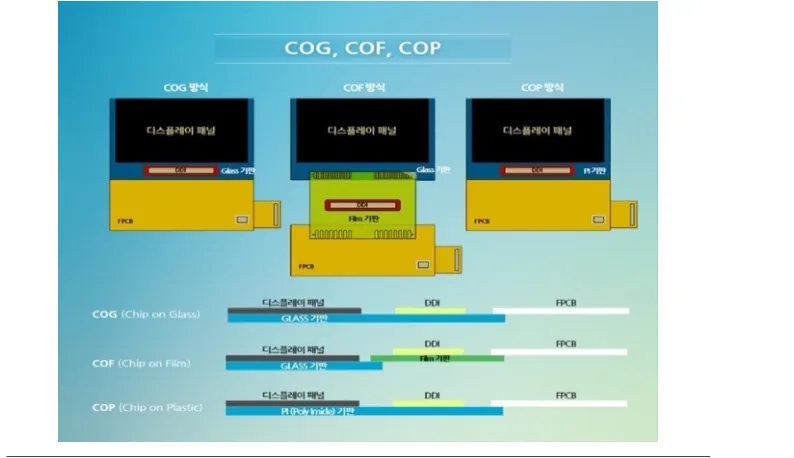 COG, COF, COP
COG 방식
COF 방식
COP 방식
디스플레이 패널
디스플레이 패널
디스플레이 패널
DDI
Glass 기판
Glass 기판
DDI
PI 기판
DDI
Film 기판
FPCB
FPCB
FPCB
디스플레이 패널
DDI
FPCB
COG (Chip on Glass)
GLASS 기판
디스플레이 패널
DDI
FPCB
COF (Chip on Film)
Film 기판
GLASS 기판
디스플레이 패널
DDI
FPCB
COP (Chip on Plastic)
PI (Poly Imide) 기판